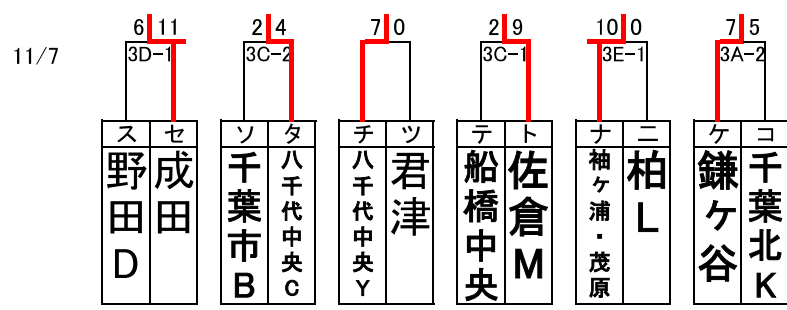 6 11 2 4 7 0 2 9 10 0 7 5
11/7
3D-1 3C-2 3C-1 3E-1 3A-2
ス セ ソ タ チ ツ テ ト ナ ニ ケ コ
野田D
成田
千葉市B
八千代中央C
八千代中央Y
君津
船橋中央
佐倉M
袖ヶ浦・茂原
柏L
鎌ケ谷
千葉北K